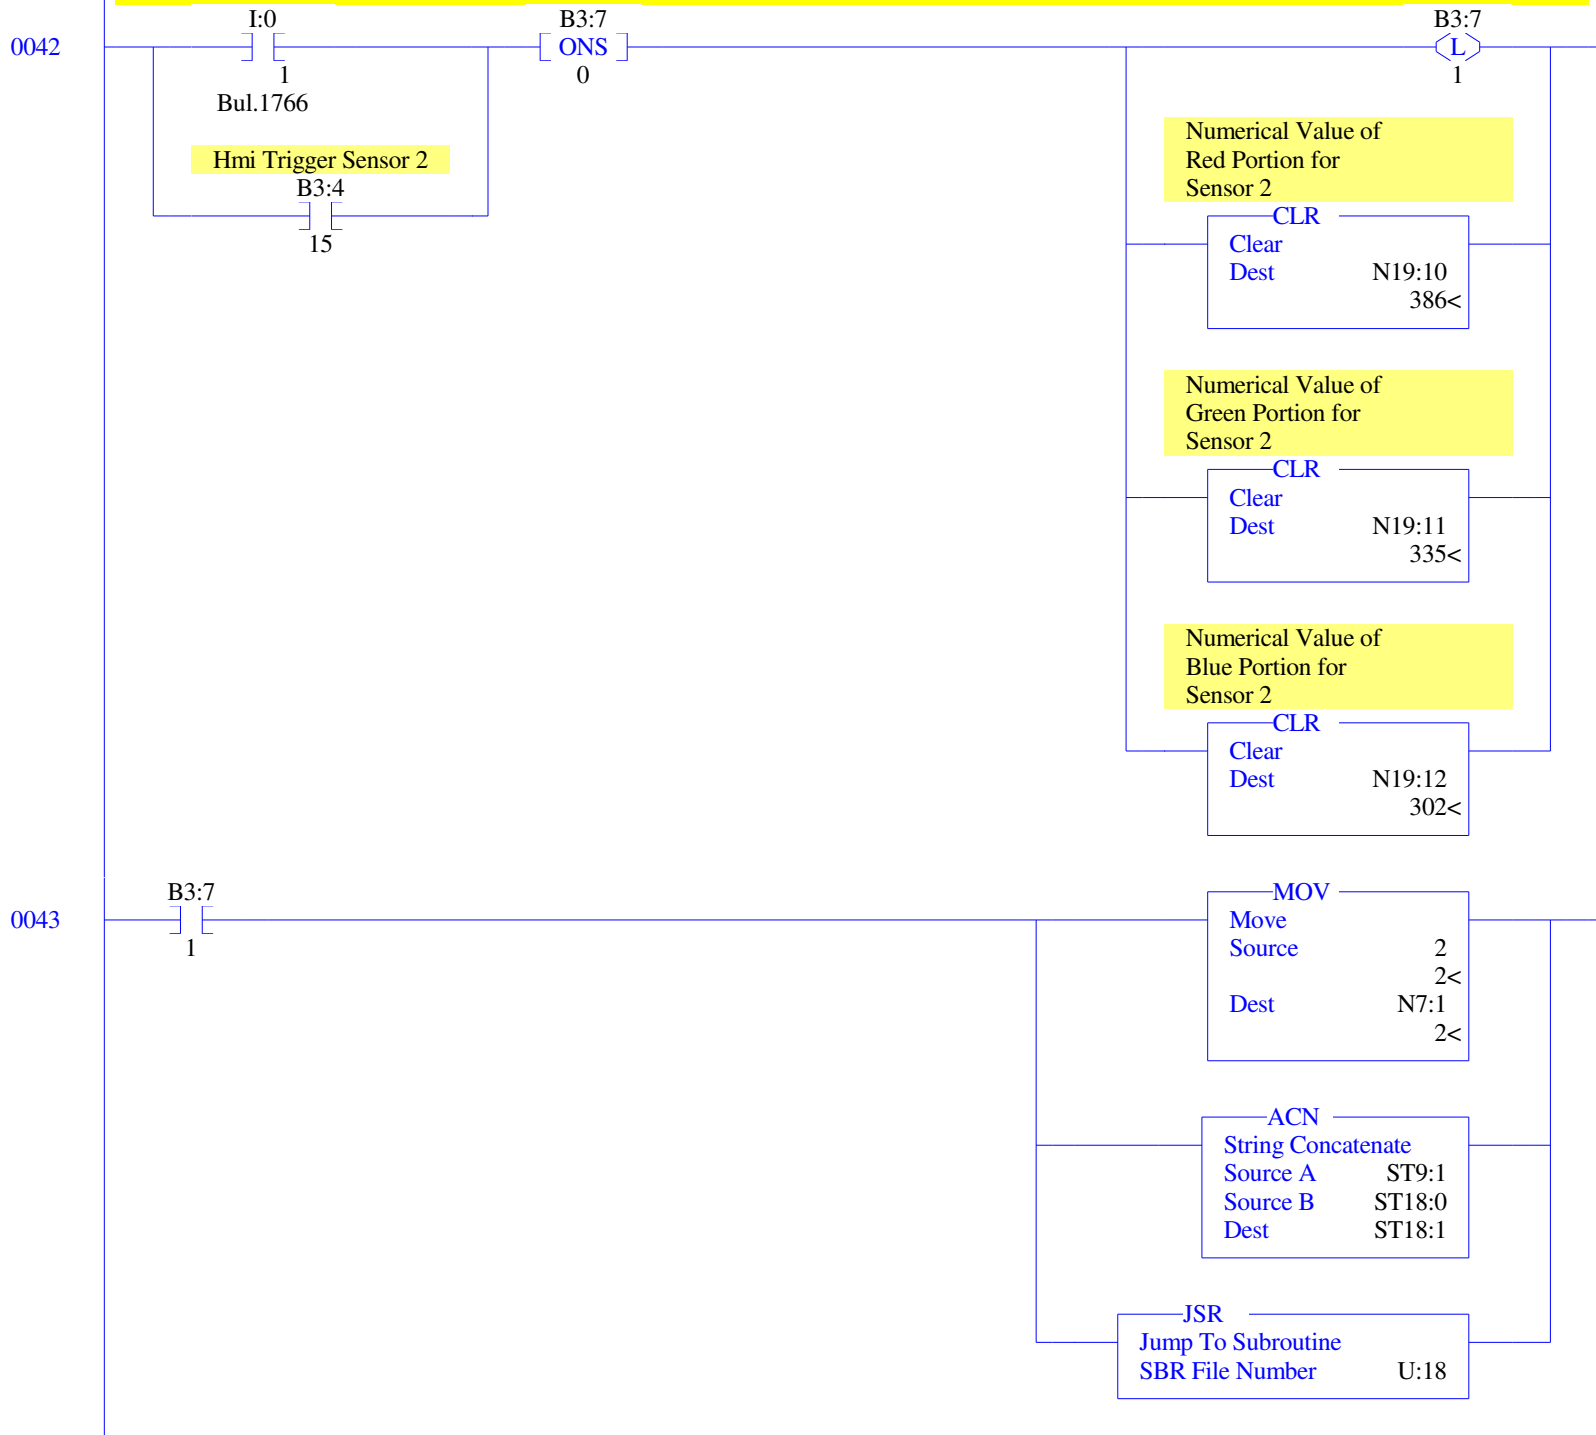 I:0
B3:7
B3:7
0042
ONS
L
1
0
1
Bul.1766
Numerical Value of
Red Portion for
Sensor 2
Hmi Trigger Sensor 2
B3:4
15
CLR
Clear
Dest N19:10
386<
Numerical Value of
Green Portion for
Sensor 2
CLR
Clear
Dest N19:11
335<
Numerical Value of
Blue Portion for
Sensor 2
CLR
Clear
Dest N19:12
302<
B3:7
0043
1
MOV
Move
Source 2
2<
Dest N7:1
2<
ACN
String Concatenate
Source A ST9:1
Source B ST18:0
Dest ST18:1
JSR
Jump To Subroutine
SBR File Number U:18